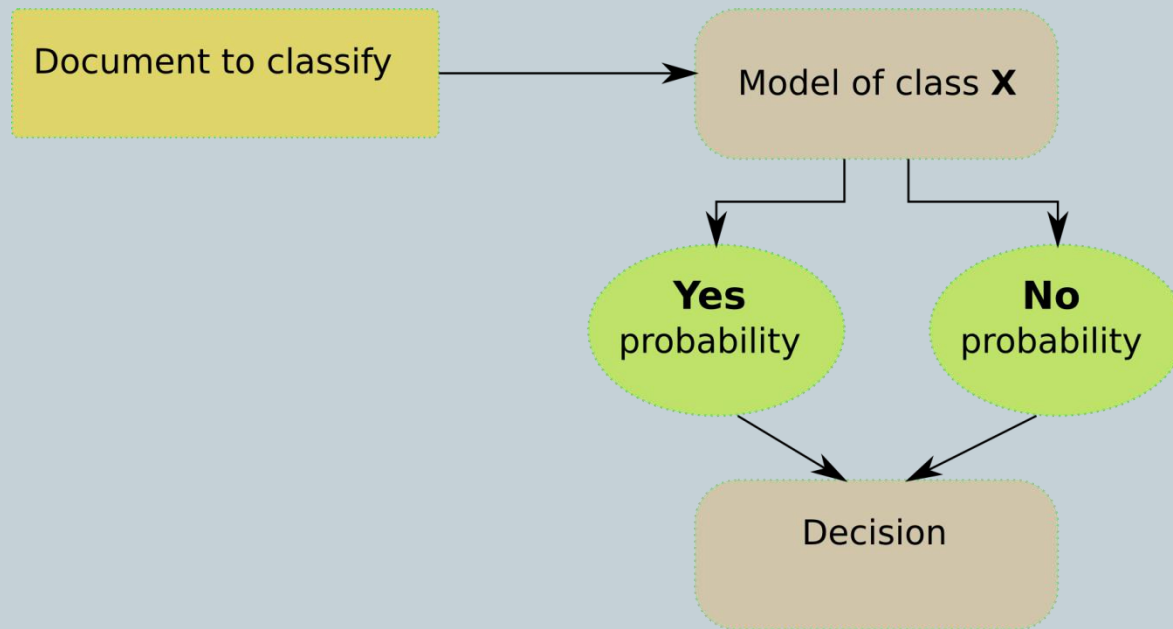 Document to classify
Model of class X
Yes
probability
No
probability
Decision